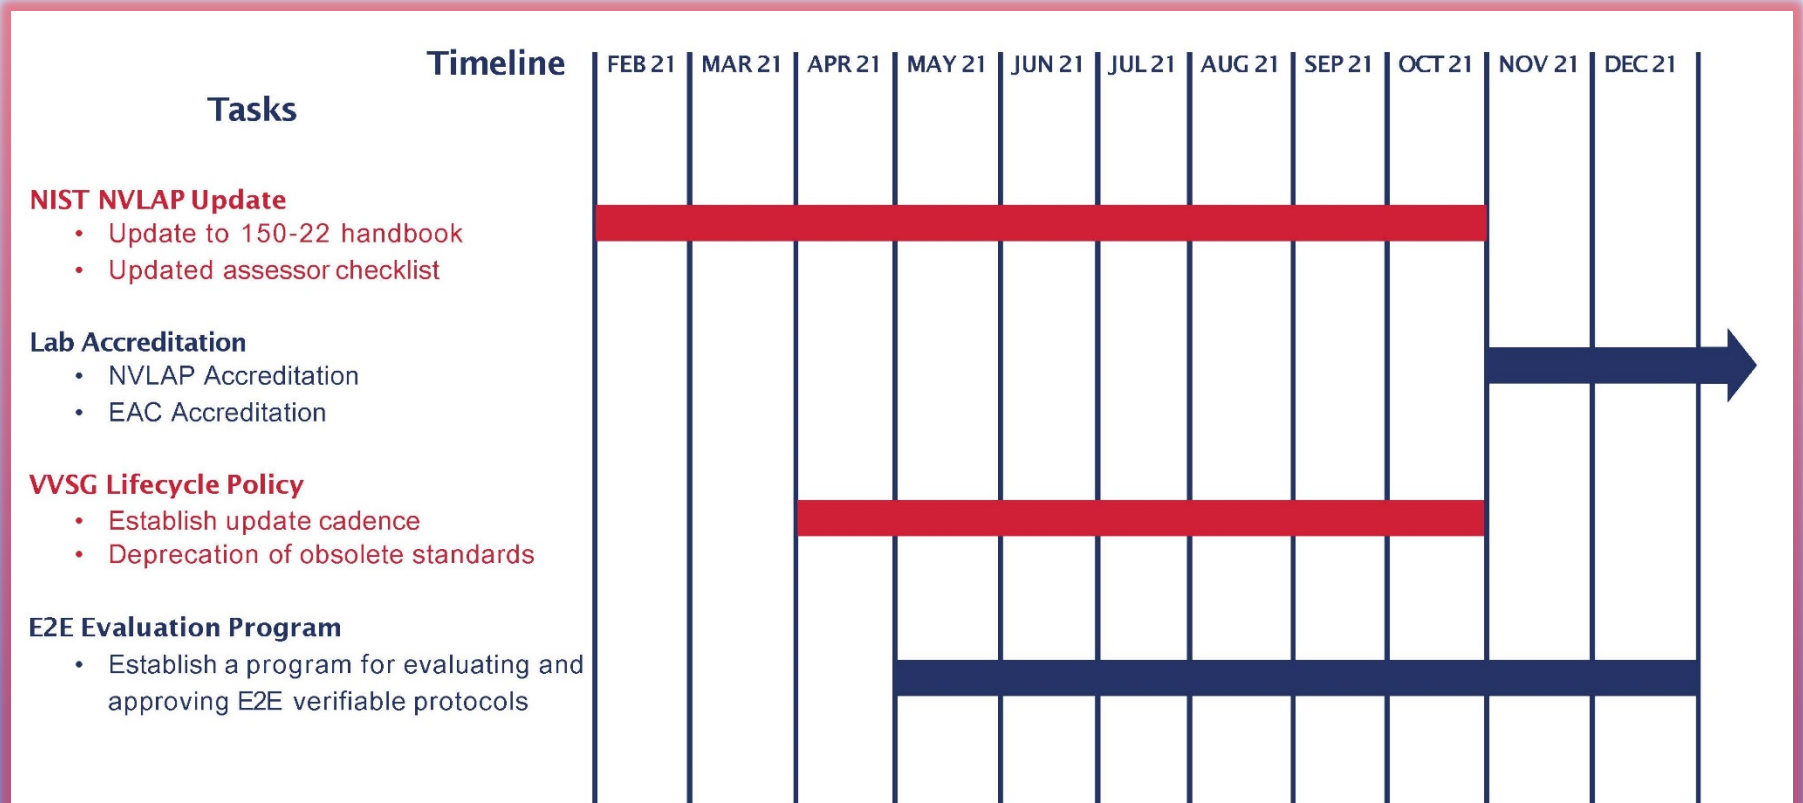 Timeline FEB 21 MAR 21 APR 21 MAY 21 JUN 21 JUL 21 AUG 21 SEP 21 OCT 21 NOV 21 DEC 21
Tasks
NIST NVLAP Update
• Update to 150-22 handbook
• Updated assessor checklist
Lab Accreditation
• NVLAP Accreditation
• EAC Accreditation
VVSG Lifecycle Policy
• Establish update cadence
• Deprecation of obsolete standards
E2E Evaluation Program
• Establish a program for evaluating and
approving E2E verifiable protocols